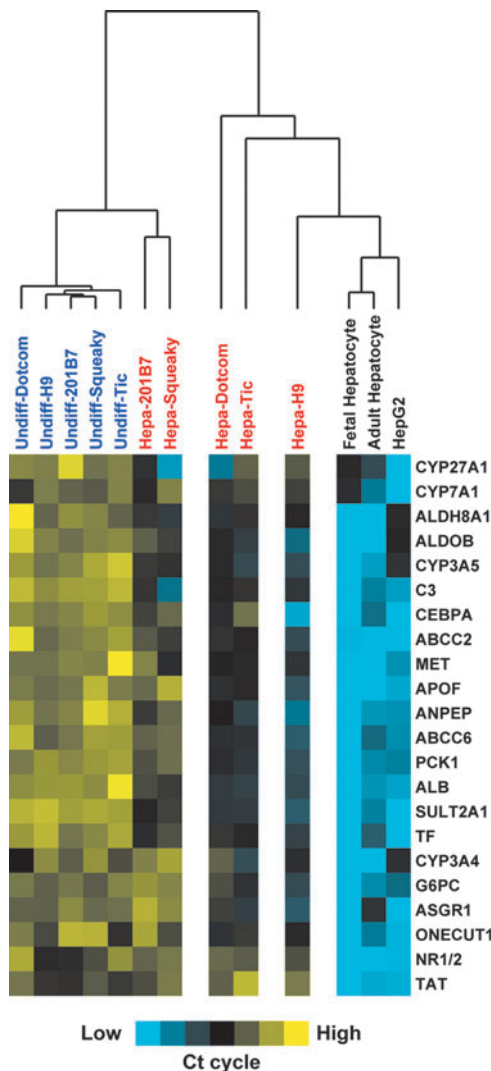 Undiff-Dotcom
Undiff-H9
Undiff-201B7
Undiff-Squeaky
Undiff-Tic
Hepa-201B7
Hepa-Squeaky
Hepa-Dotcom
Hepa-Tic
Hepa-H9
Fetal Hepatocyte
Adult Hepatocyte
HepG2
CYP27A1
CYP7A1
ALDH8A1
ALDOB
CYP3A5
C3
CEBPA
ABCC2
MET
APOF
ANPEP
ABCC6
PCK1
ALB
SULT2A1
TF
CYP3A4
G6PC
ASGR1
ONECUT1
NR1/2
TAT
Low High
Ct cycle